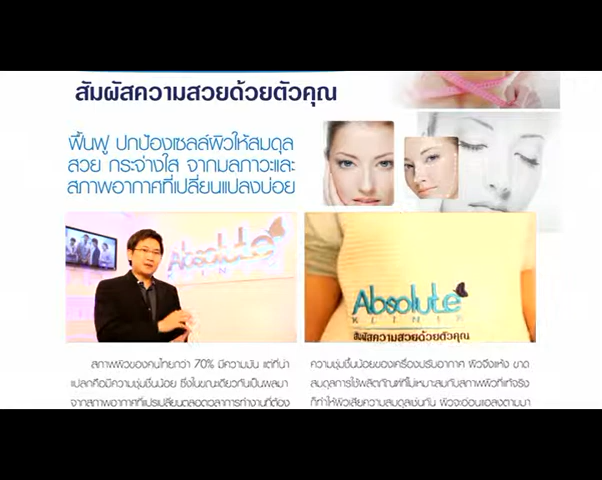 สัมผัสความสวยด้วยตัวคุณ
ฟื้นฟู ปกป้องเซลล์ผิวให้สมดุล
สวย กระจ่างใส จากมลภาวะและ
สภาพอากาศที่เปลี่ยนแปลงบ่อย
Absolute
KLINIK
Absolute
KLINIK
สัมผัสความสวยด้วยตัวคุณ
สภาพผิวของคนไทยกว่า 70% มีความมัน แต่ที่น่า
แปลกคือมีความชุ่มชื่นน้อย ซึ่งในขณะเดียวกันเป็นผลมา
จากสภาพอากาศที่แปรเปลี่ยนตลอดเวลาการทำงานที่ต้อง
ความชุ่มชื้นน้อยของเครื่องปรับอากาศ ผิวจึงแห้ง ขาด
สมดุลการใช้ผลิตภัณฑ์ที่ไม่เหมาะสมกับสภาพผิวที่แท้จริง
ก็ทำให้ผิวเสียความสมดุลเช่นกัน ผิวจะอ่อนแอลงตามมา